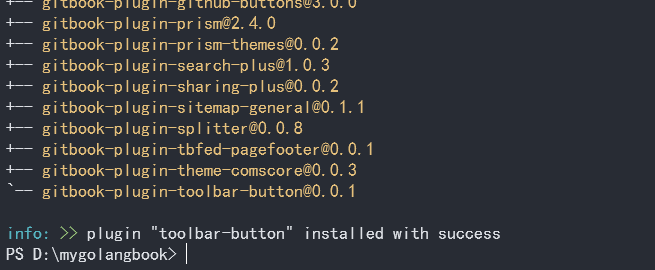 +-- gitbook-plugin-github-buttons@3.0.0
+-- gitbook-plugin-prism@2.4.0
+-- gitbook-plugin-prism-themes@0.0.2
+-- gitbook-plugin-search-plus@1.0.3
+-- gitbook-plugin-sharing-plus@0.0.2
+-- gitbook-plugin-sitemap-general@0.1.1
+-- gitbook-plugin-splitter@0.0.8
+-- gitbook-plugin-tbfed-pagefooter@0.0.1
+-- gitbook-plugin-theme-comscore@0.0.3
`-- gitbook-plugin-toolbar-button@0.0.1
info: >> plugin "toolbar-button" installed with success
PS D:\mygolangbook>